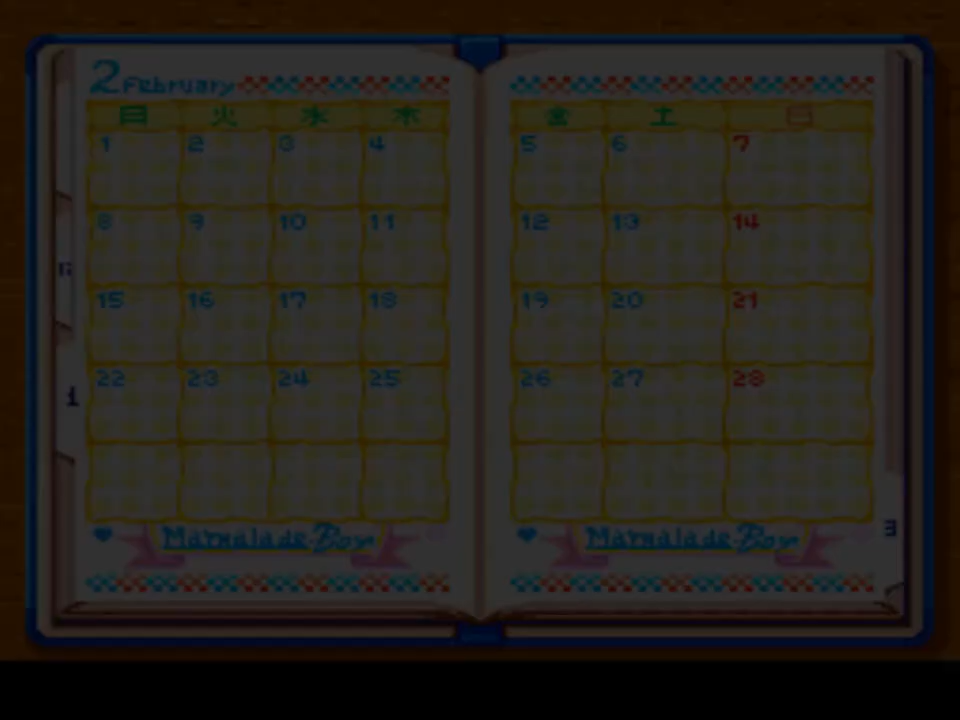 2 February
日 火 水 木 金 土 日
1 2 3 4 5 6 7
8 9 10 11 12 13 14
15 16 17 18 19 20 21
22 23 24 25 26 27 28
Marmalade Boy Marmalade Boy